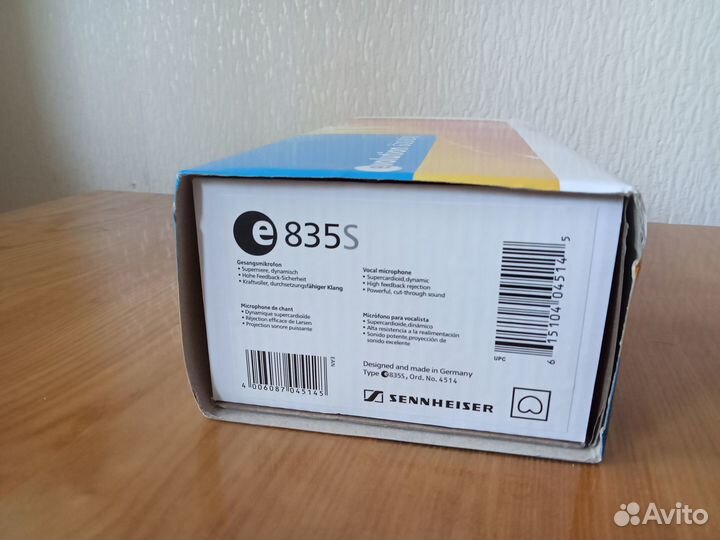 evolution
e 835S
Gesangsmikrofon
• Superniere, dynamisch
• Hohe Feedback-Sicherheit
• Kraftvoller, durchsetzungsfähiger Klang
Vocal microphone
• Supercardioid,dynamic
• High feedback rejection
• Powerful, cut-through sound
Microphone de chant
• Dynamique supercardioïde
• Réjection efficace de Larsen
• Projection sonore puissante
Micrófono para vocalista
• Supercardioide,dinámico
• Alta resistencia a la realimentación
• Sonido potente,proyección de
sonido excelente
EAN
4 006087 045145
Designed and made in Germany
Type e835S, Ord. No. 4514
SENNHEISER
UPC
6 15104 04514 5
Avito